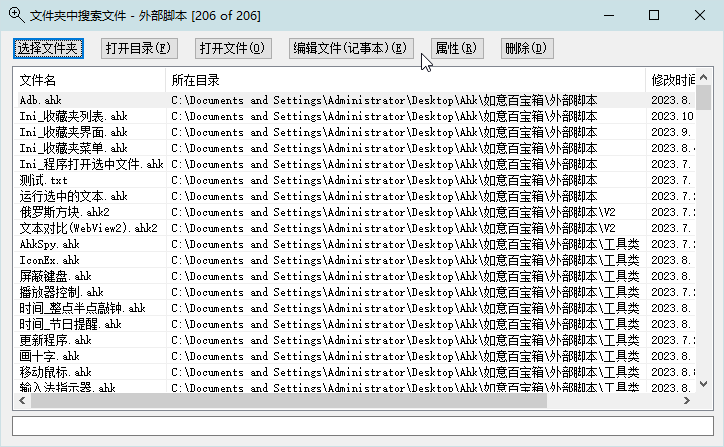 文件夹中搜索文件 - 外部脚本 [206 of 206]
选择文件夹 打开目录(F) 打开文件(O) 编辑文件(记事本)(E) 属性(R) 删除(D)
文件名 所在目录 修改时间
Adb.ahk C:\Documents and Settings\Administrator\Desktop\Ahk\如意百宝箱\外部脚本 2023.8.
Ini_收藏夹列表.ahk C:\Documents and Settings\Administrator\Desktop\Ahk\如意百宝箱\外部脚本 2023.10
Ini_收藏夹界面.ahk C:\Documents and Settings\Administrator\Desktop\Ahk\如意百宝箱\外部脚本 2023.9.
Ini_收藏夹菜单.ahk C:\Documents and Settings\Administrator\Desktop\Ahk\如意百宝箱\外部脚本 2023.8.4
Ini_程序打开选中文件.ahk C:\Documents and Settings\Administrator\Desktop\Ahk\如意百宝箱\外部脚本 2023.7.
测试.txt C:\Documents and Settings\Administrator\Desktop\Ahk\如意百宝箱\外部脚本 2023.7.
运行选中的文本.ahk C:\Documents and Settings\Administrator\Desktop\Ahk\如意百宝箱\外部脚本 2023.7.
俄罗斯方块.ahk2 C:\Documents and Settings\Administrator\Desktop\Ahk\如意百宝箱\外部脚本\V2 2023.7.
文本对比(WebView2).ahk2 C:\Documents and Settings\Administrator\Desktop\Ahk\如意百宝箱\外部脚本\V2 2023.7.
AhkSpy.ahk C:\Documents and Settings\Administrator\Desktop\Ahk\如意百宝箱\外部脚本\工具类 2023.7.
IconEx.ahk C:\Documents and Settings\Administrator\Desktop\Ahk\如意百宝箱\外部脚本\工具类 2023.8.
屏蔽键盘.ahk C:\Documents and Settings\Administrator\Desktop\Ahk\如意百宝箱\外部脚本\工具类 2023.8.
播放器控制.ahk C:\Documents and Settings\Administrator\Desktop\Ahk\如意百宝箱\外部脚本\工具类 2023.7.
时间_整点半点敲钟.ahk C:\Documents and Settings\Administrator\Desktop\Ahk\如意百宝箱\外部脚本\工具类 2023.8.
时间_节日提醒.ahk C:\Documents and Settings\Administrator\Desktop\Ahk\如意百宝箱\外部脚本\工具类 2023.8.
更新程序.ahk C:\Documents and Settings\Administrator\Desktop\Ahk\如意百宝箱\外部脚本\工具类 2023.7.
画十字.ahk C:\Documents and Settings\Administrator\Desktop\Ahk\如意百宝箱\外部脚本\工具类 2023.8.
移动鼠标.ahk C:\Documents and Settings\Administrator\Desktop\Ahk\如意百宝箱\外部脚本\工具类 2023.8.
输入法指示器.ahk C:\Documents and Settings\Administrator\Desktop\Ahk\如意百宝箱\外部脚本\工具类 2023.8.